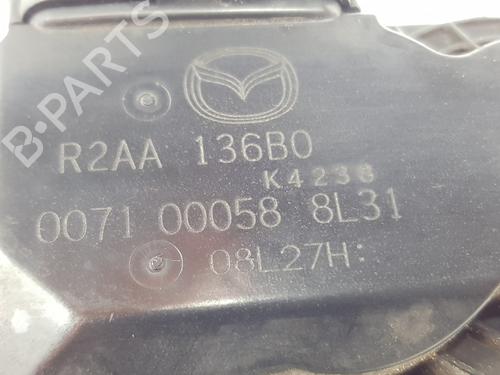 B-PARTS
R2AA 136B0
K4238
0071 00058 8L31
08L27H: